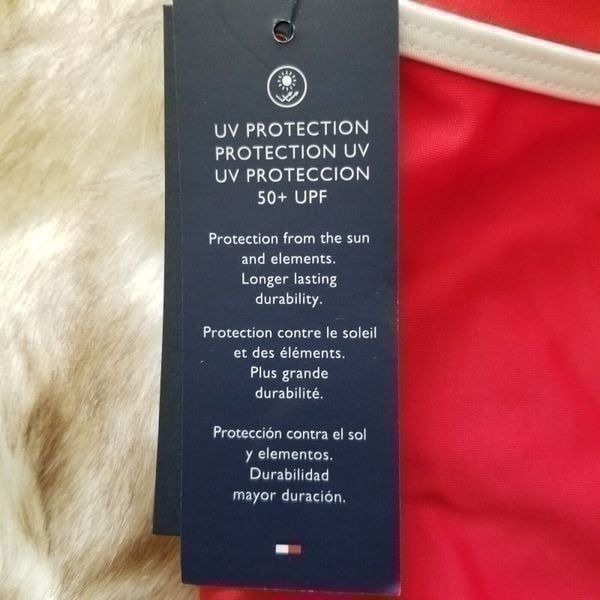 UV PROTECTION
PROTECTION UV
UV PROTECCION
50+ UPF
Protection from the sun
and elements.
Longer lasting
durability.
Protection contre le soleil
et des éléments.
Plus grande
durabilité.
Protección contra el sol
y elementos.
Durabilidad
mayor duración.